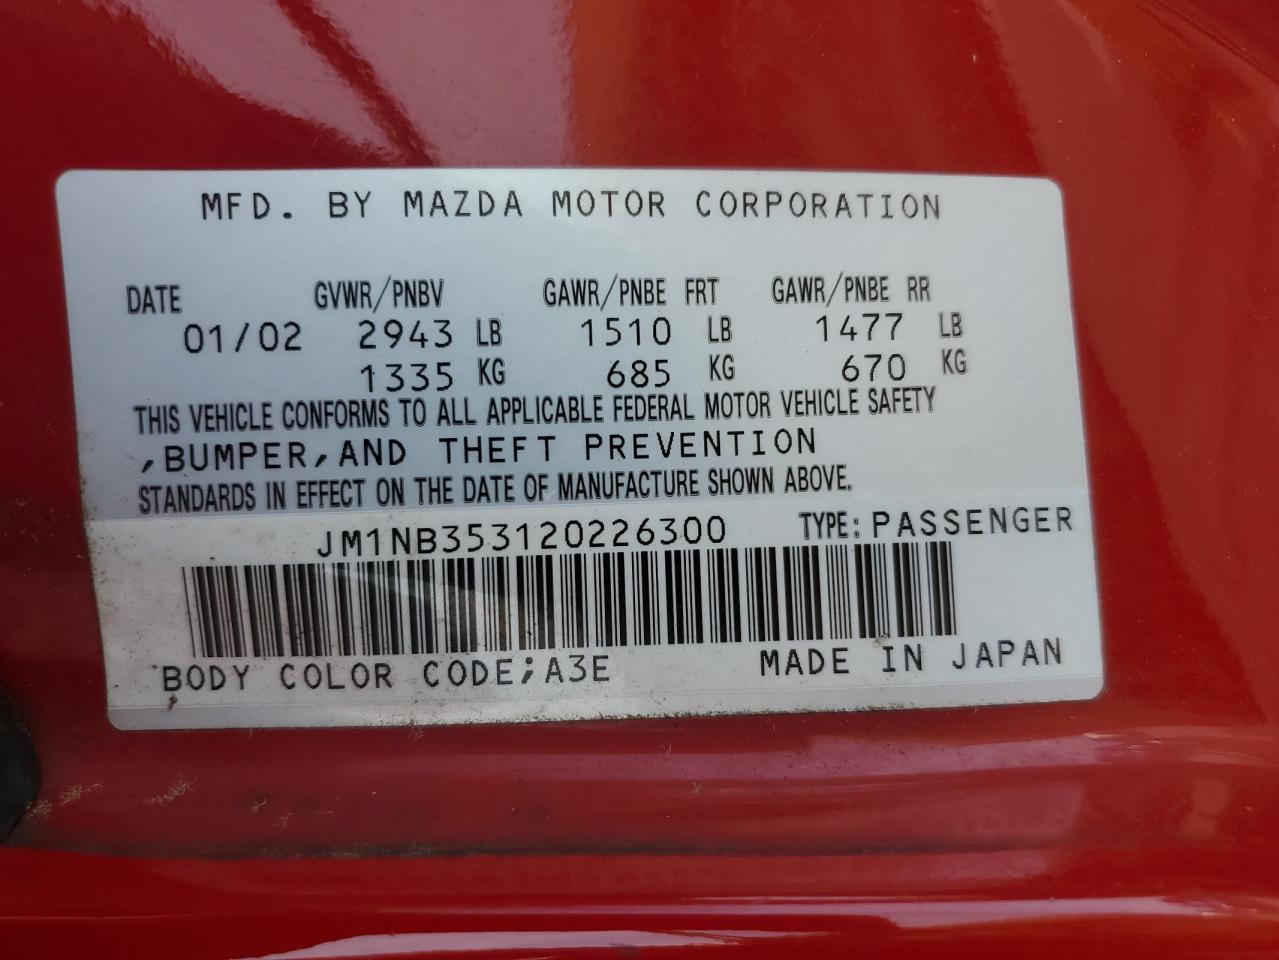 MFD. BY MAZDA MOTOR CORPORATION
DATE GVWR/PNBV GAWR/PNBE FRT GAWR/PNBE RR
01/02 2943 LB 1510 LB 1477 LB
1335 KG 685 KG 670 KG
THIS VEHICLE CONFORMS TO ALL APPLICABLE FEDERAL MOTOR VEHICLE SAFETY
,BUMPER,AND THEFT PREVENTION
STANDARDS IN EFFECT ON THE DATE OF MANUFACTURE SHOWN ABOVE.
JM1NB353120226300 TYPE: PASSENGER
BODY COLOR CODE;A3E MADE IN JAPAN